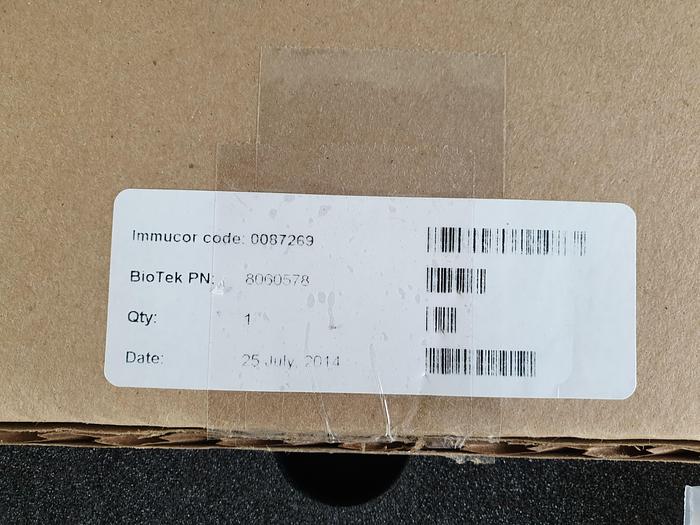 Immucor code: 0087269
BioTek PN: 8060578
Qty: 1
Date: 25 July, 2014